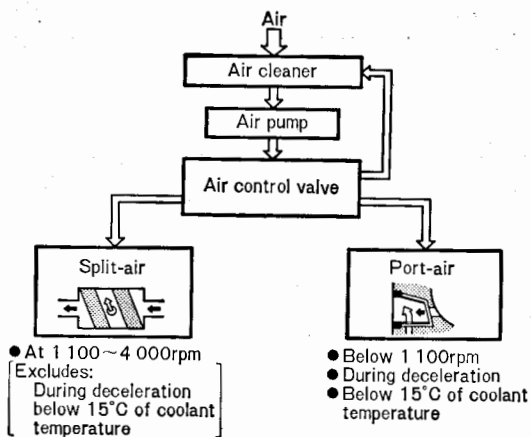 Air
Air cleaner
Air pump
Air control valve
Split-air
● At 1 100~4 000rpm
[Excludes:
During deceleration
below 15°C of coolant
temperature]
Port-air
● Below 1 100rpm
● During deceleration
● Below 15°C of coolant
temperature